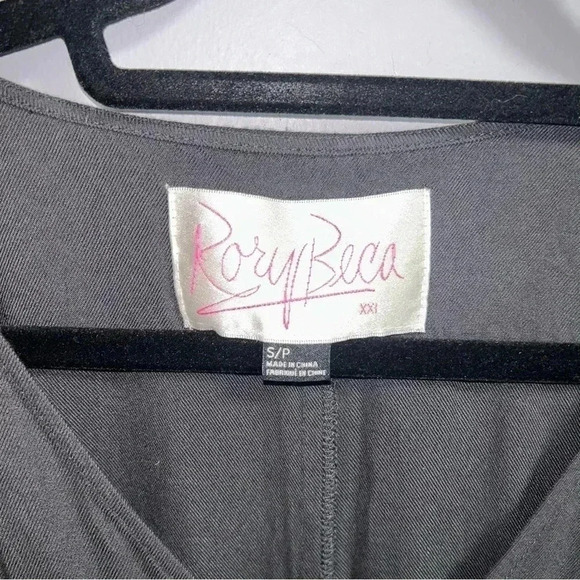 Rory Beca
XXI
S/P
MADE IN CHINA
FABRIQUÉ EN CHINE